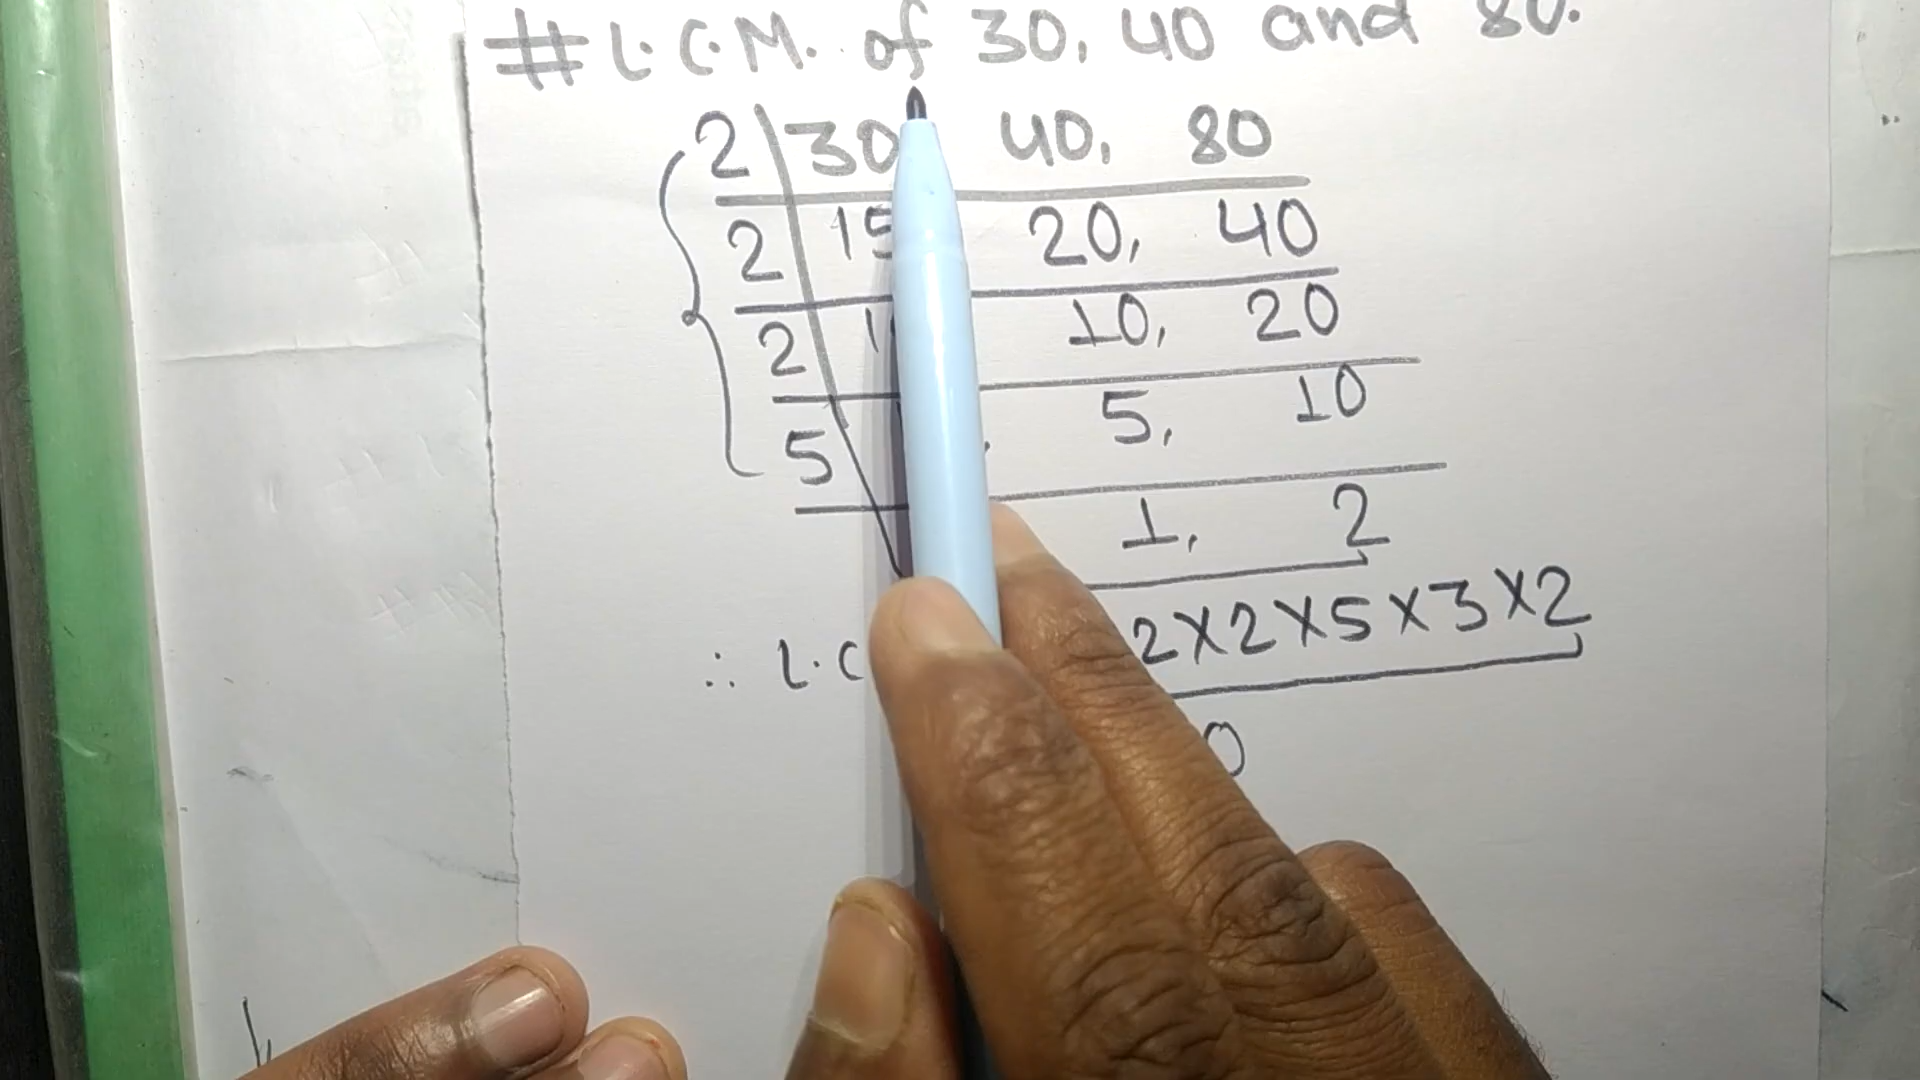 # L.C.M. of 30, 40 and 80.
2 30 40, 80
2 15 20, 40
2 10, 20
5 5, 10
1, 2
∴ L.C 2×2×5×3×2
0